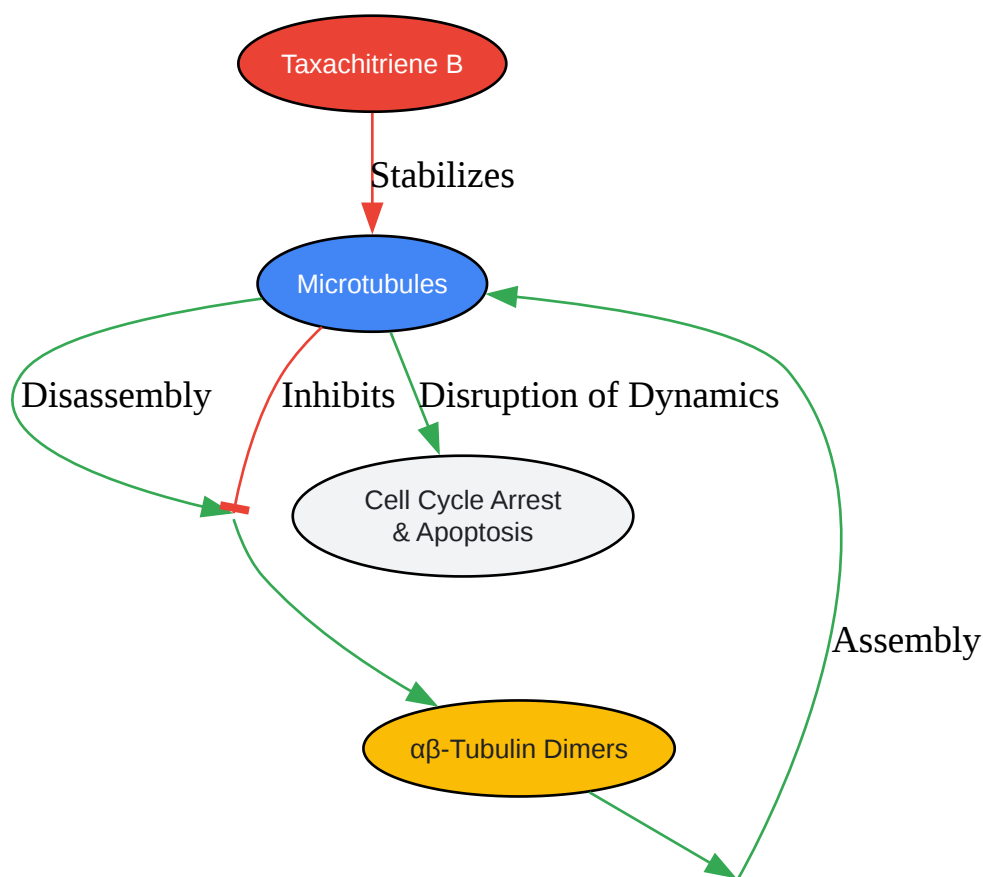 Taxachitriene B
Stabilizes
Microtubules
Disassembly
Inhibits
Disruption of Dynamics
Cell Cycle Arrest
& Apoptosis
Assembly
αβ-Tubulin Dimers